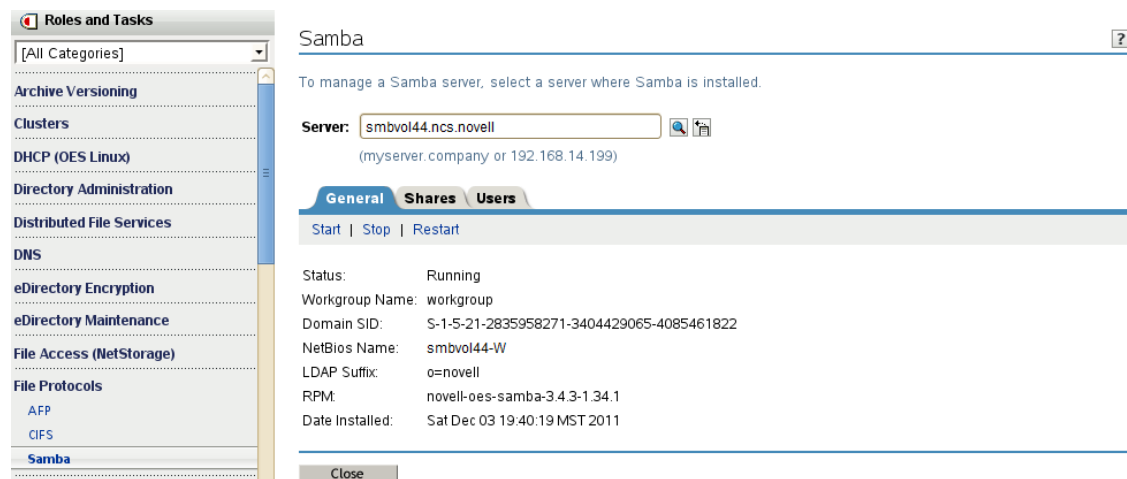 Roles and Tasks
[All Categories]
Archive Versioning
Clusters
DHCP (OES Linux)
Directory Administration
Distributed File Services
DNS
eDirectory Encryption
eDirectory Maintenance
File Access (NetStorage)
File Protocols
AFP
CIFS
Samba
Samba
?
To manage a Samba server, select a server where Samba is installed.
Server: smbvol44.ncs.novell
(myserver.company or 192.168.14.199)
General Shares Users
Start | Stop | Restart
Status: Running
Workgroup Name: workgroup
Domain SID: S-1-5-21-2835958271-3404429065-4085461822
NetBios Name: smbvol44-W
LDAP Suffix: o=novell
RPM: novell-oes-samba-3.4.3-1.34.1
Date Installed: Sat Dec 03 19:40:19 MST 2011
Close